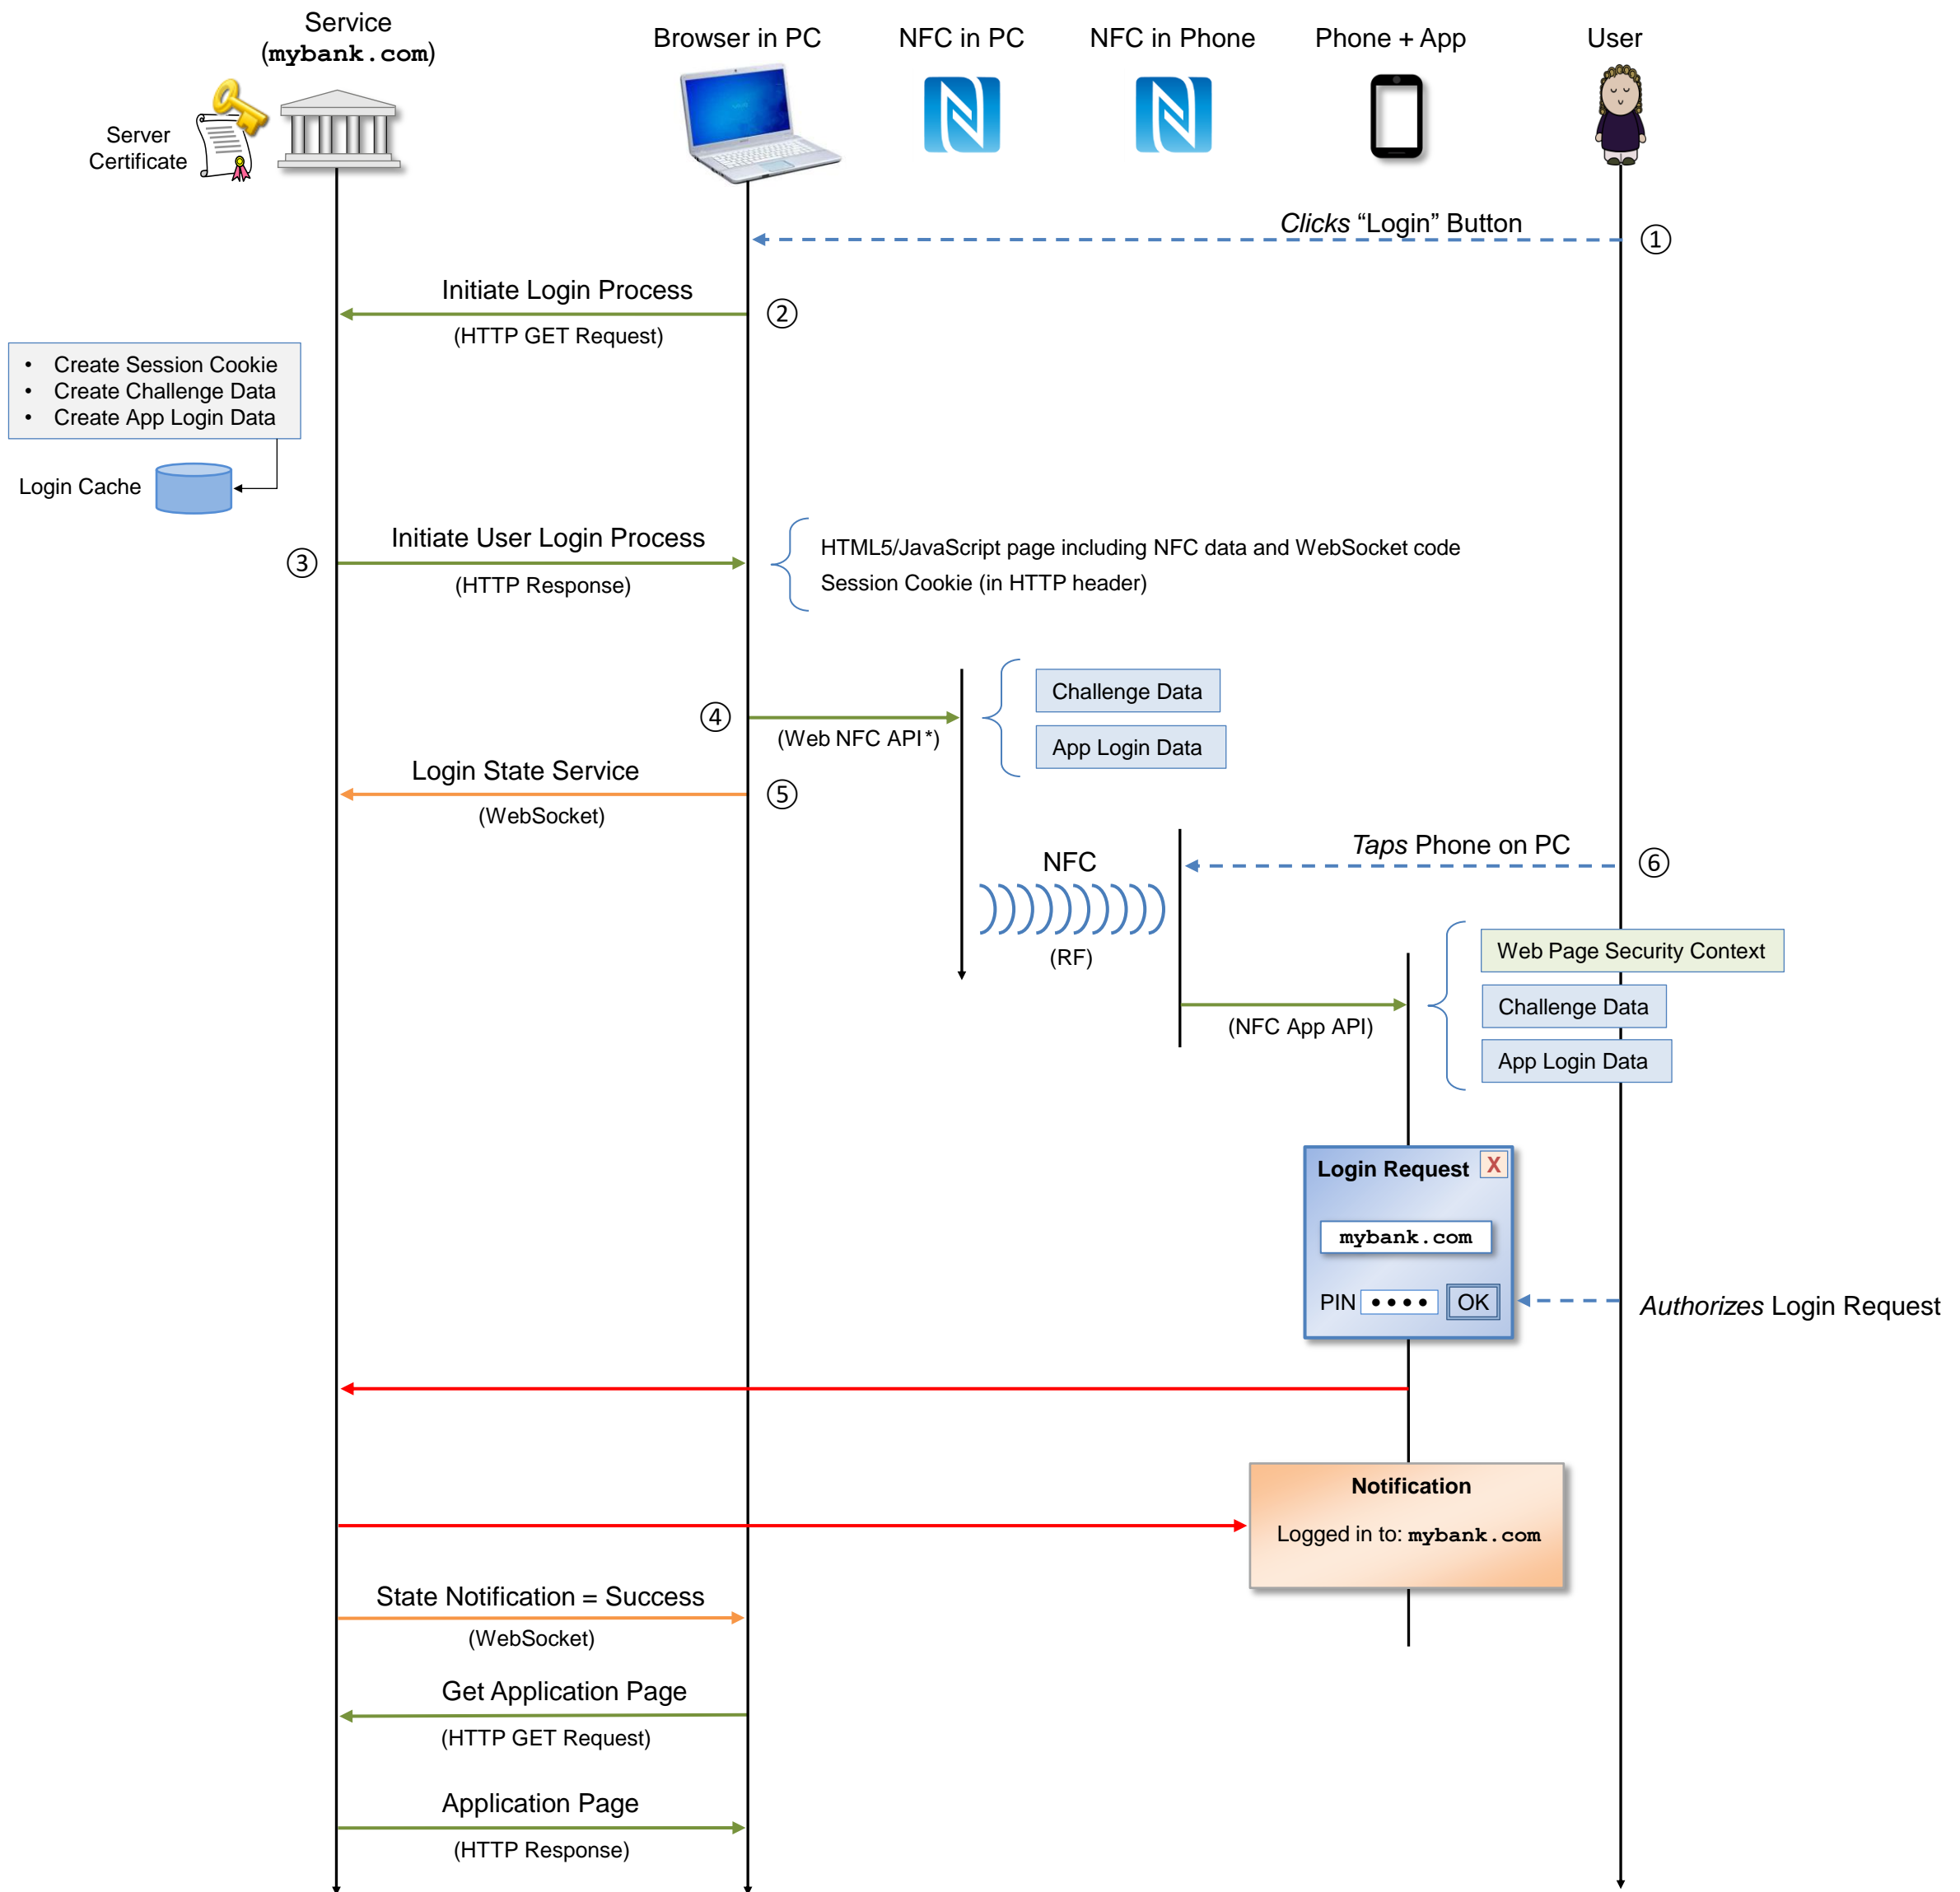 Service
(mybank.com)
Browser in PC
NFC in PC
NFC in Phone
Phone + App
User
Server
Certificate
Clicks “Login” Button
①
Initiate Login Process
②
(HTTP GET Request)
• Create Session Cookie
• Create Challenge Data
• Create App Login Data
Login Cache
Initiate User Login Process
③
(HTTP Response)
HTML5/JavaScript page including NFC data and WebSocket code
Session Cookie (in HTTP header)
④
(Web NFC API*)
Challenge Data
App Login Data
Login State Service
⑤
(WebSocket)
Taps Phone on PC
⑥
NFC
(RF)
(NFC App API)
Web Page Security Context
Challenge Data
App Login Data
Login Request X
mybank.com
PIN •••• OK
Authorizes Login Request
Notification
Logged in to: mybank.com
State Notification = Success
(WebSocket)
Get Application Page
(HTTP GET Request)
Application Page
(HTTP Response)